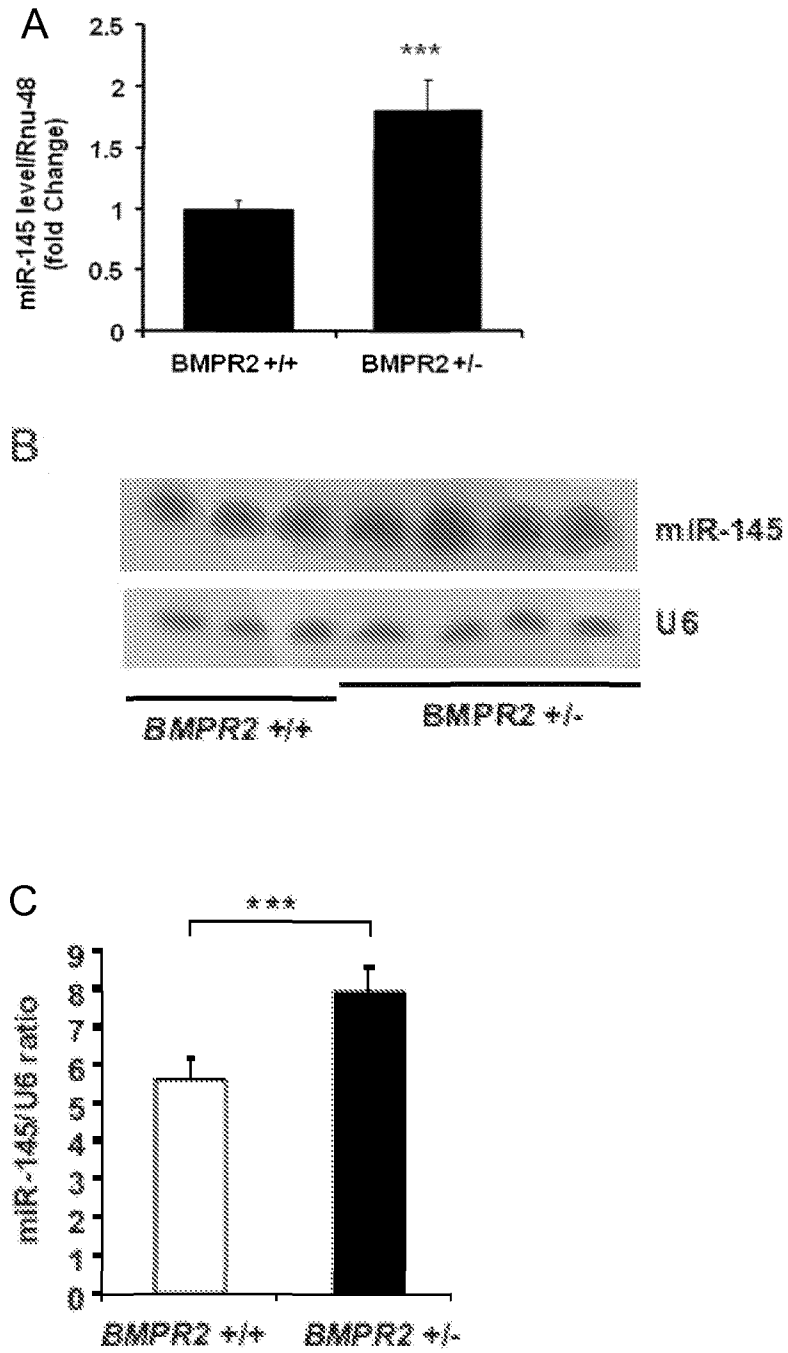 A
2.5
2
1.5
1
0.5
0
miR-145 level/Rnu-48
(fold Change)
***
BMPR2 +/+
BMPR2 +/-
B
miR-145
U6
BMPR2 +/+
BMPR2 +/-
C
***
9
8
7
6
5
4
3
2
1
0
miR-145/U6 ratio
BMPR2 +/+
BMPR2 +/-